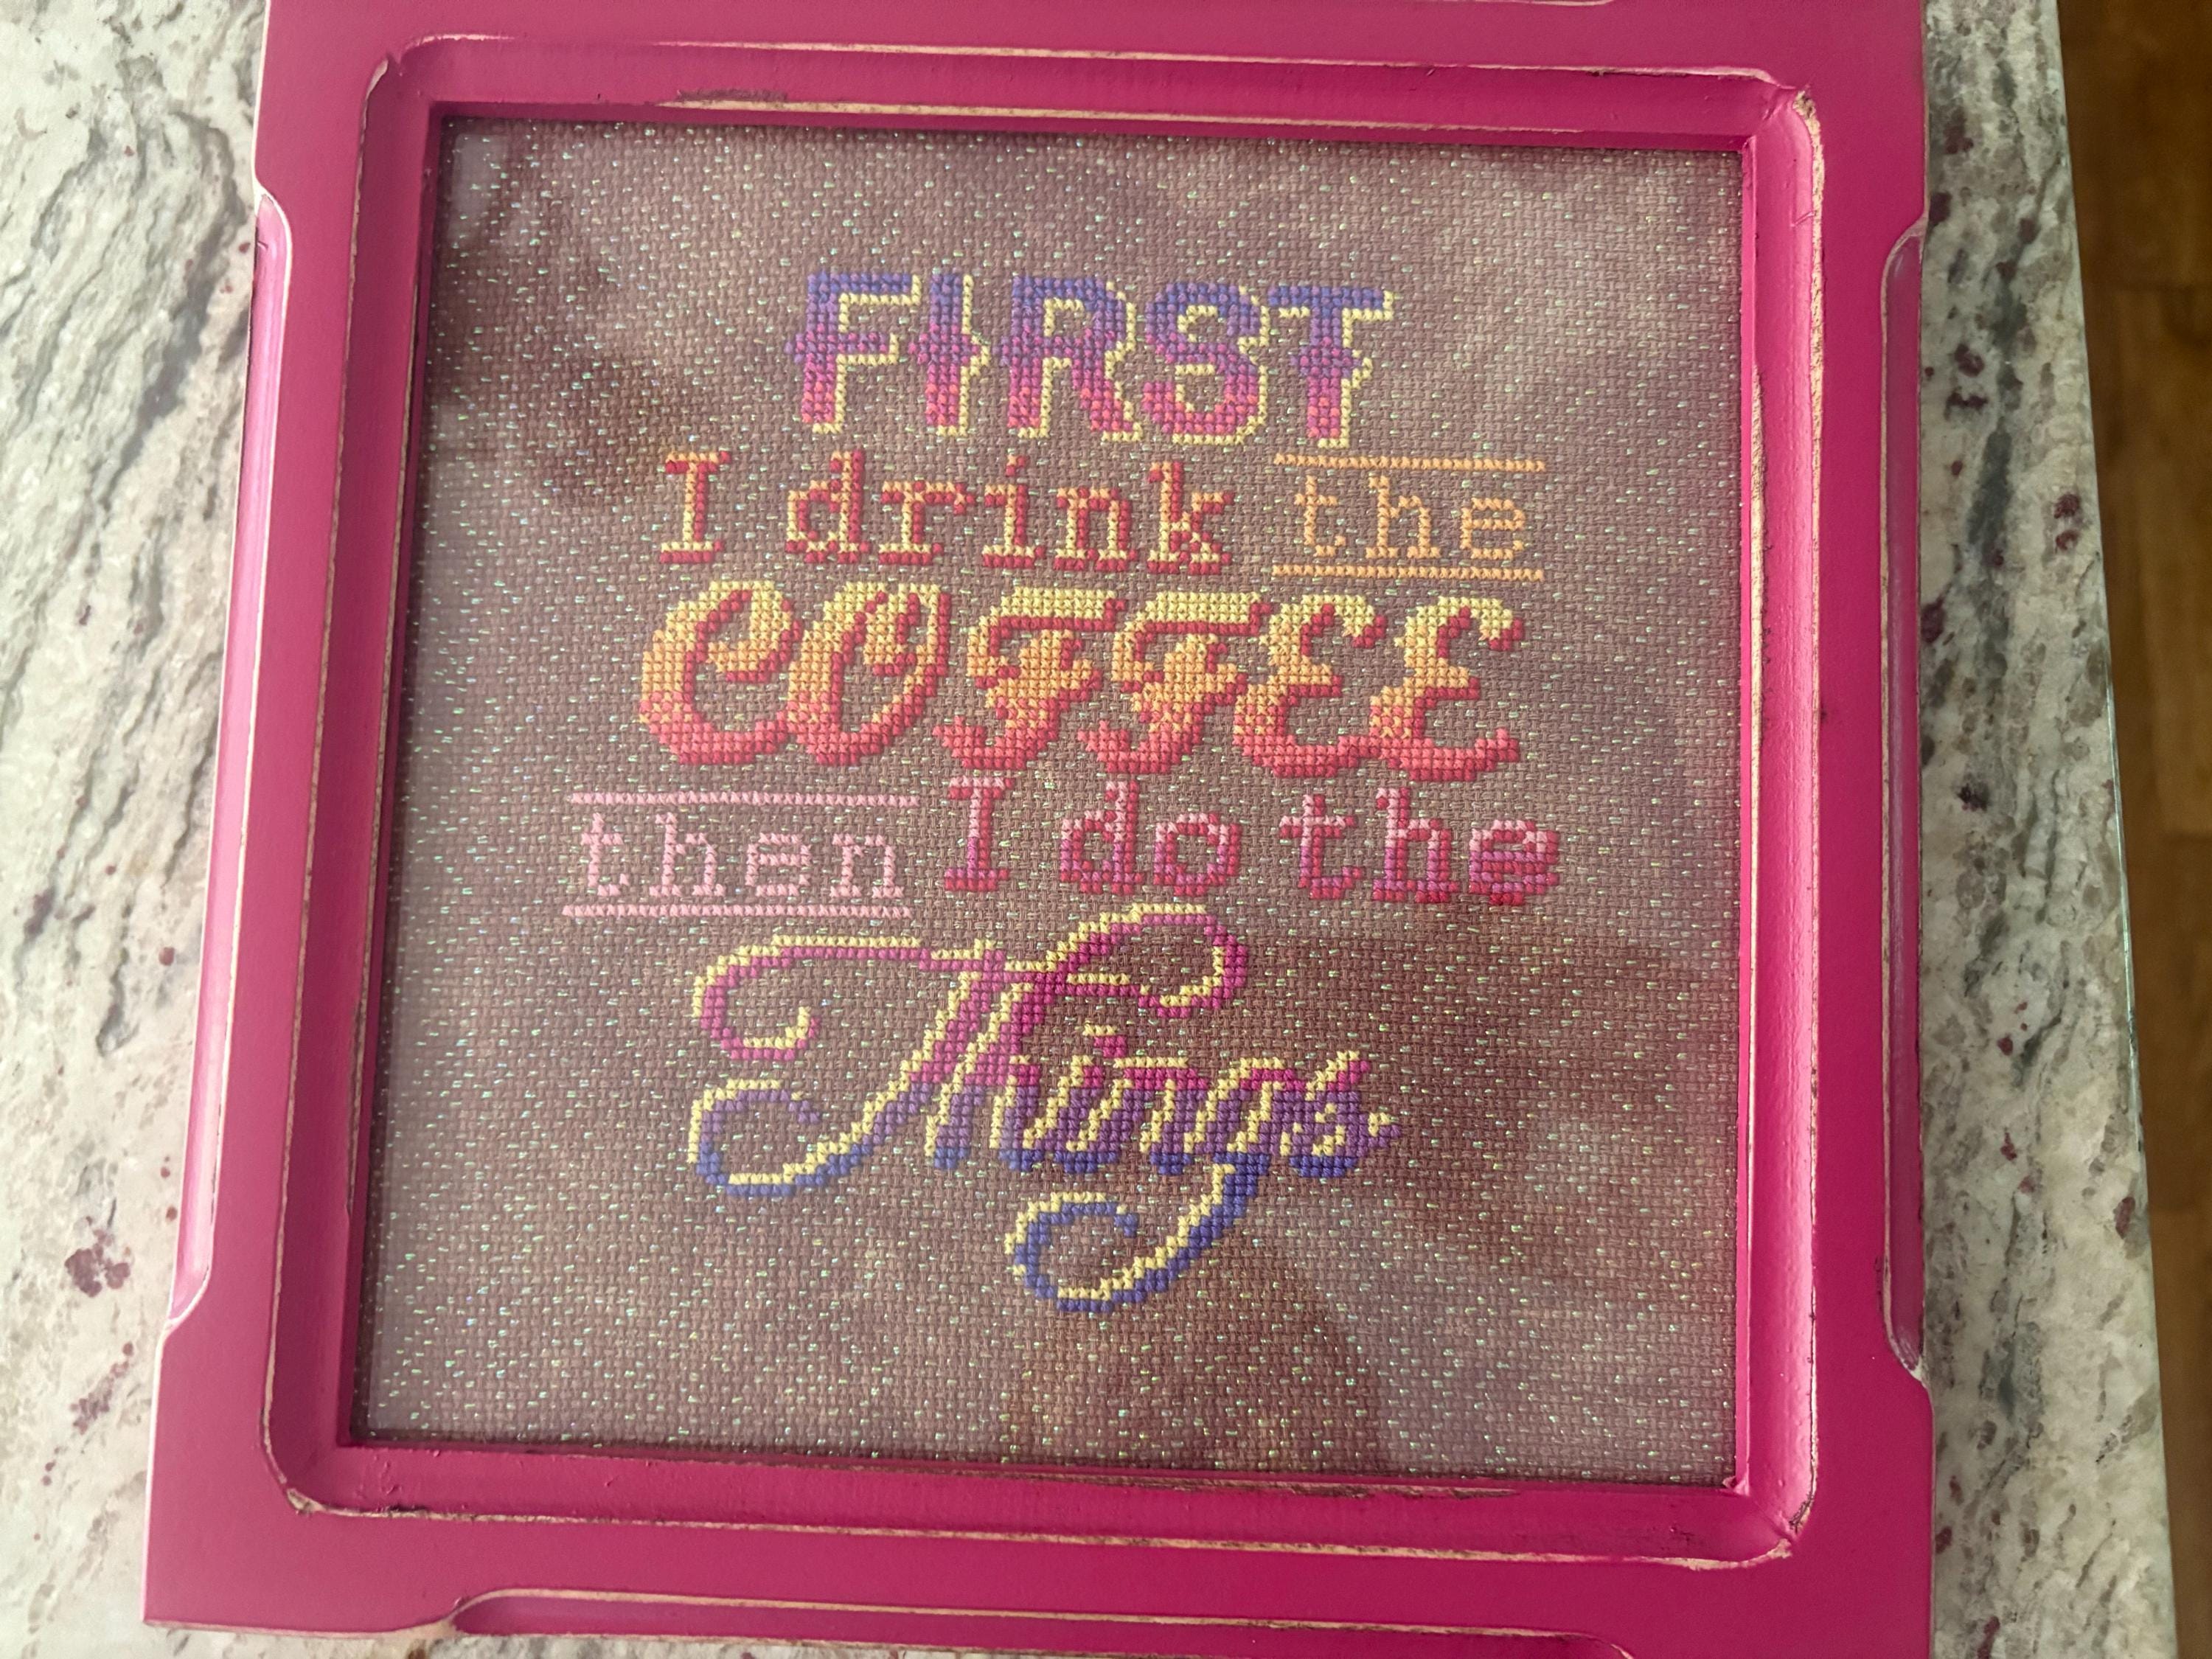 FIRST
I drink the
COFFEE
then I do the
Things